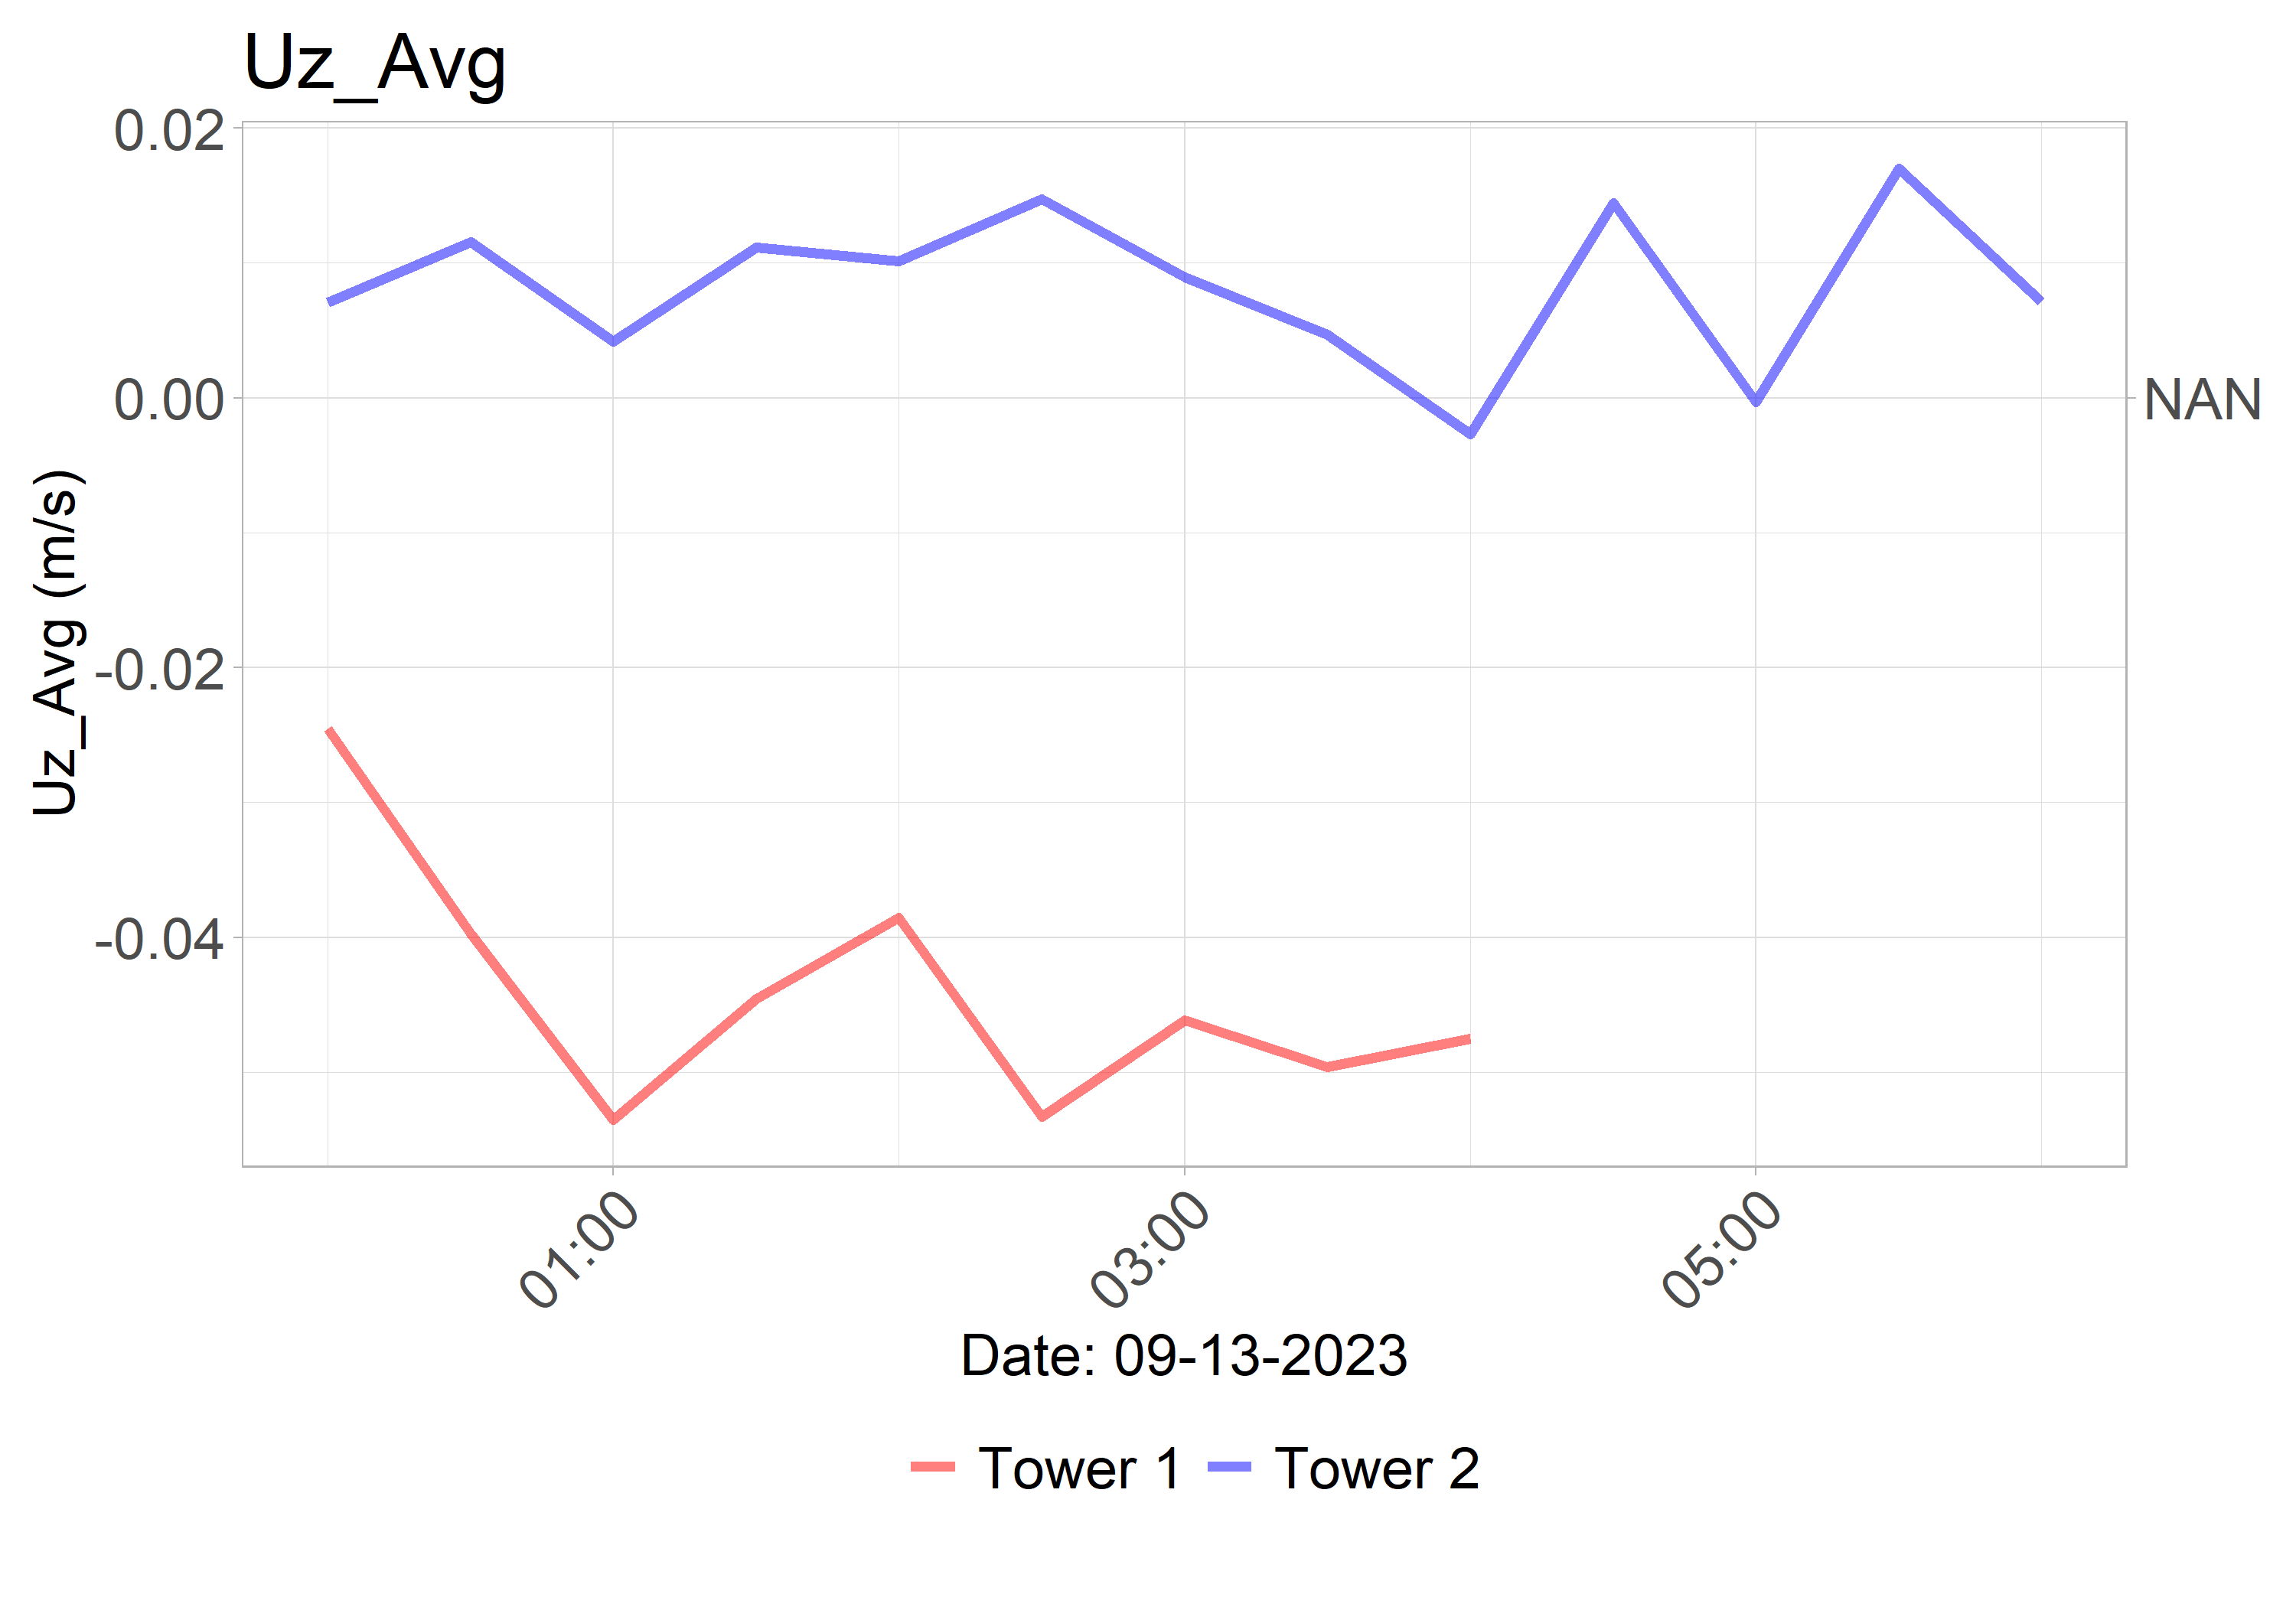 Uz_Avg
0.02
0.00
-0.02
-0.04
Uz_Avg (m/s)
NAN
01:00
03:00
05:00
Date: 09-13-2023
Tower 1
Tower 2